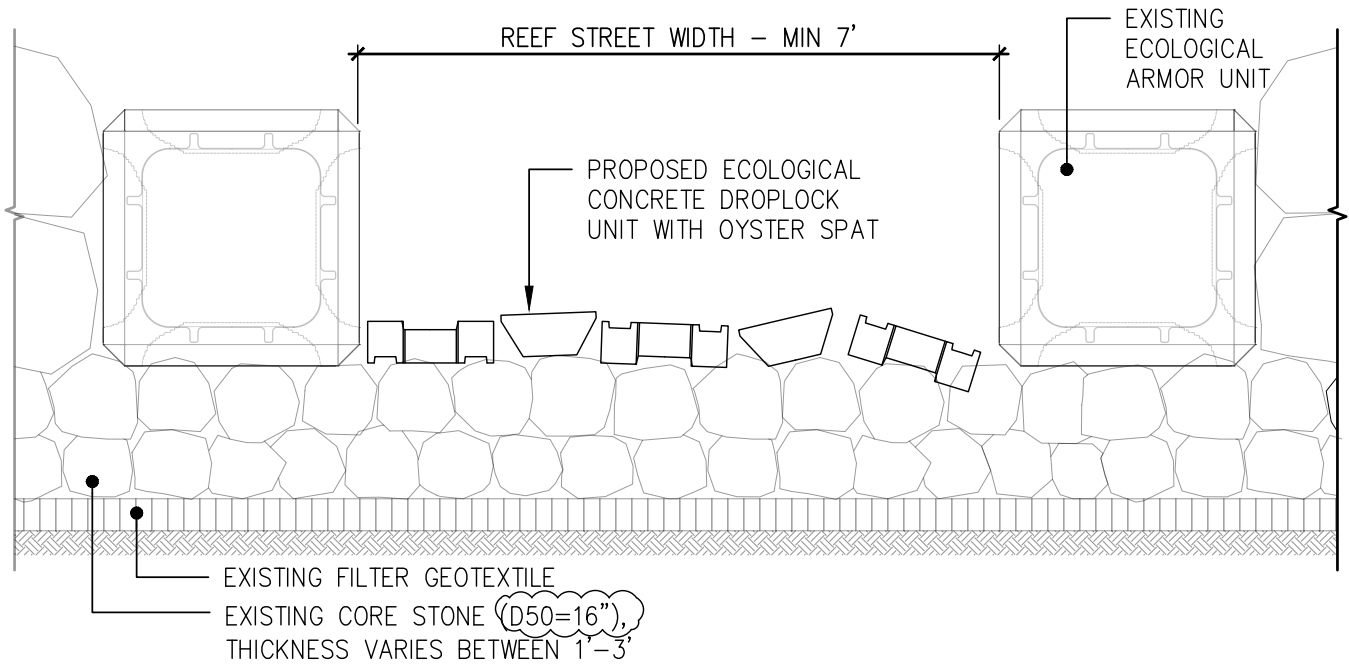 REEF STREET WIDTH – MIN 7'
EXISTING
ECOLOGICAL
ARMOR UNIT
PROPOSED ECOLOGICAL
CONCRETE DROPLOCK
UNIT WITH OYSTER SPAT
EXISTING FILTER GEOTEXTILE
EXISTING CORE STONE (D50=16"),
THICKNESS VARIES BETWEEN 1'–3'